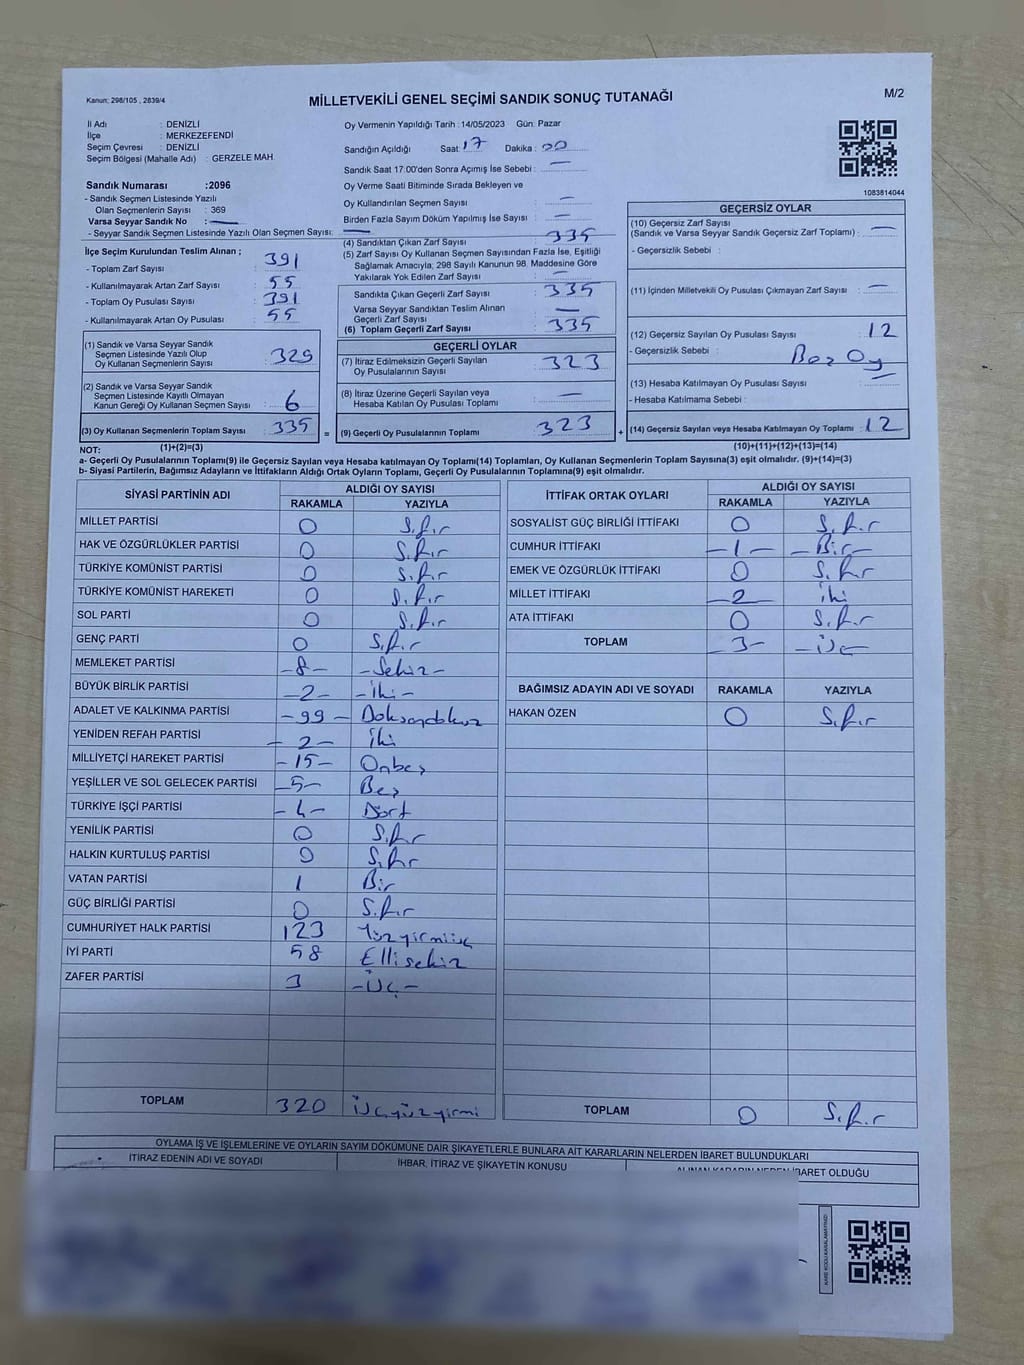 Kanun; 298/105 , 2839/4
MİLLETVEKİLİ GENEL SEÇİMİ SANDIK SONUÇ TUTANAĞI
M/2
İl Adı : DENİZLİ
İlçe : MERKEZEFENDİ
Seçim Çevresi : DENİZLİ
Seçim Bölgesi (Mahalle Adı) : GERZELE MAH.
Sandık Numarası :2096
- Sandık Seçmen Listesinde Yazılı
Olan Seçmenlerin Sayısı : 369
Varsa Seyyar Sandık No : —
- Seyyar Sandık Seçmen Listesinde Yazılı Olan Seçmen Sayısı: —
Oy Vermenin Yapıldığı Tarih :14/05/2023 Gün: Pazar
Sandığın Açıldığı Saat: 17 Dakika : 00
Sandık Saat 17:00'den Sonra Açımış İse Sebebi : —
Oy Verme Saati Bitiminde Sırada Bekleyen ve
Oy Kullandırılan Seçmen Sayısı : —
Birden Fazla Sayım Döküm Yapılmış İse Sayısı : —
1083814044
İlçe Seçim Kurulundan Teslim Alınan ;
- Toplam Zarf Sayısı : 391
- Kullanılmayarak Artan Zarf Sayısı : 55
- Toplam Oy Pusulası Sayısı : 391
- Kullanılmayarak Artan Oy Pusulası : 55
(1) Sandık ve Varsa Seyyar Sandık
Seçmen Listesinde Yazılı Olup
Oy Kullanan Seçmenlerin Sayısı : 329
(2) Sandık ve Varsa Seyyar Sandık
Seçmen Listesinde Kayıtlı Olmayan
Kanun Gereği Oy Kullanan Seçmen Sayısı : 6
(3) Oy Kullanan Seçmenlerin Toplam Sayısı : 335
(4) Sandıktan Çıkan Zarf Sayısı : 335
(5) Zarf Sayısı Oy Kullanan Seçmen Sayısından Fazla İse, Eşitliği
Sağlamak Amacıyla; 298 Sayılı Kanunun 98. Maddesine Göre
Yakılarak Yok Edilen Zarf Sayısı : —
Sandıkta Çıkan Geçerli Zarf Sayısı : 335
Varsa Seyyar Sandıktan Teslim Alınan
Geçerli Zarf Sayısı : —
(6) Toplam Geçerli Zarf Sayısı : 335
GEÇERLİ OYLAR
(7) İtiraz Edilmeksizin Geçerli Sayılan
Oy Pusulalarının Sayısı : 323
(8) İtiraz Üzerine Geçerli Sayılan veya
Hesaba Katılan Oy Pusulası Toplamı : —
= (9) Geçerli Oy Pusulalarının Toplamı : 323 +
GEÇERSİZ OYLAR
(10) Geçersiz Zarf Sayısı
(Sandık ve Varsa Seyyar Sandık Geçersiz Zarf Toplamı) : —
- Geçersizlik Sebebi :
(11) İçinden Milletvekili Oy Pusulası Çıkmayan Zarf Sayısı : —
(12) Geçersiz Sayılan Oy Pusulası Sayısı : 12
- Geçersizlik Sebebi : Boz Oy
(13) Hesaba Katılmayan Oy Pusulası Sayısı : —
- Hesaba Katılmama Sebebi :
(14) Geçersiz Sayılan veya Hesaba Katılmayan Oy Toplamı : 12
NOT: (1)+(2)=(3)
(10)+(11)+(12)+(13)=(14)
a- Geçerli Oy Pusulalarının Toplamı(9) ile Geçersiz Sayılan veya Hesaba katılmayan Oy Toplamı(14) Toplamları, Oy Kullanan Seçmenlerin Toplam Sayısına(3) eşit olmalıdır. (9)+(14)=(3)
b- Siyasi Partilerin, Bağımsız Adayların ve İttifakların Aldığı Ortak Oyların Toplamı, Geçerli Oy Pusulalarının Toplamına(9) eşit olmalıdır.
SİYASİ PARTİNİN ADI ALDIĞI OY SAYISI
RAKAMLA YAZIYLA
MİLLET PARTİSİ 0 Sıfır
HAK VE ÖZGÜRLÜKLER PARTİSİ 0 Sıfır
TÜRKİYE KOMÜNİST PARTİSİ 0 Sıfır
TÜRKİYE KOMÜNİST HAREKETİ 0 Sıfır
SOL PARTİ 0 Sıfır
GENÇ PARTİ 0 Sıfır
MEMLEKET PARTİSİ -8- -Sekiz-
BÜYÜK BİRLİK PARTİSİ -2- -İki-
ADALET VE KALKINMA PARTİSİ -99- Doksandokuz
YENİDEN REFAH PARTİSİ -2- İki
MİLLİYETÇİ HAREKET PARTİSİ -15- Onbeş
YEŞİLLER VE SOL GELECEK PARTİSİ -5- Beş
TÜRKİYE İŞÇİ PARTİSİ -4- Dört
YENİLİK PARTİSİ 0 Sıfır
HALKIN KURTULUŞ PARTİSİ 0 Sıfır
VATAN PARTİSİ 1 Bir
GÜÇ BİRLİĞİ PARTİSİ 0 Sıfır
CUMHURİYET HALK PARTİSİ 123 Yüzyirmiüç
İYİ PARTİ 58 Ellisekiz
ZAFER PARTİSİ 3 -Üç-
TOPLAM 320 Üçyüzyirmi
İTTİFAK ORTAK OYLARI ALDIĞI OY SAYISI
RAKAMLA YAZIYLA
SOSYALİST GÜÇ BİRLİĞİ İTTİFAKI 0 Sıfır
CUMHUR İTTİFAKI -1- -Bir-
EMEK VE ÖZGÜRLÜK İTTİFAKI 0 Sıfır
MİLLET İTTİFAKI -2- İki
ATA İTTİFAKI 0 Sıfır
TOPLAM -3- -Üç-
BAĞIMSIZ ADAYIN ADI VE SOYADI RAKAMLA YAZIYLA
HAKAN ÖZEN 0 Sıfır
TOPLAM 0 Sıfır
OYLAMA İŞ VE İŞLEMLERİNE VE OYLARIN SAYIM DÖKÜMÜNE DAİR ŞİKAYETLERLE BUNLARA AİT KARARLARIN NELERDEN İBARET BULUNDUKLARI
İTİRAZ EDENİN ADI VE SOYADI İHBAR, İTİRAZ VE ŞİKAYETİN KONUSU ALINAN KARARIN NEDEN İBARET OLDUĞU